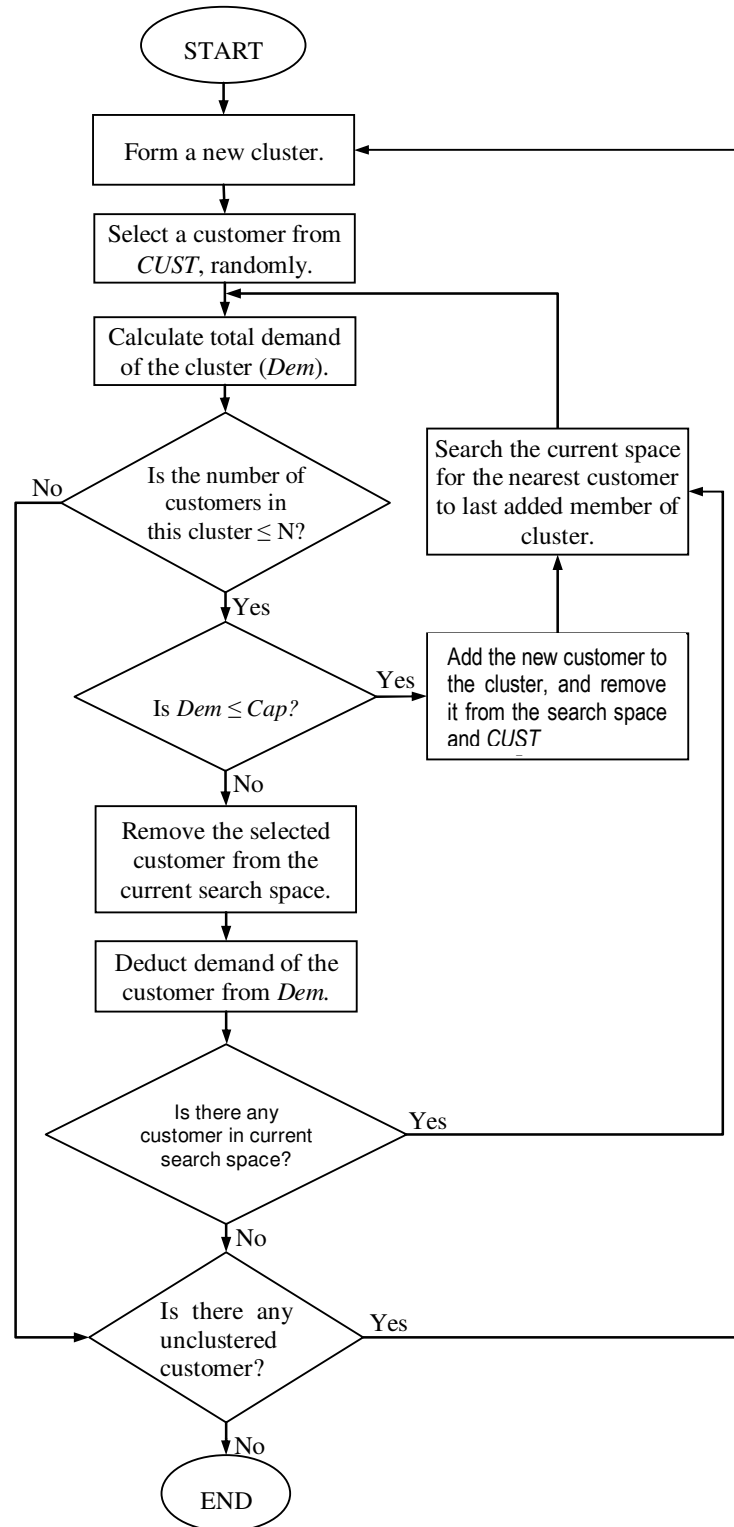 START
Form a new cluster.
Select a customer from
CUST, randomly.
Calculate total demand
of the cluster (Dem).
No
Is the number of
customers in
this cluster ≤ N?
Yes
Search the current space
for the nearest customer
to last added member of
cluster.
Is Dem ≤ Cap?
Yes
Add the new customer to
the cluster, and remove
it from the search space
and CUST
No
Remove the selected
customer from the
current search space.
Deduct demand of the
customer from Dem.
Is there any
customer in current
search space?
Yes
No
Is there any
unclustered
customer?
Yes
No
END